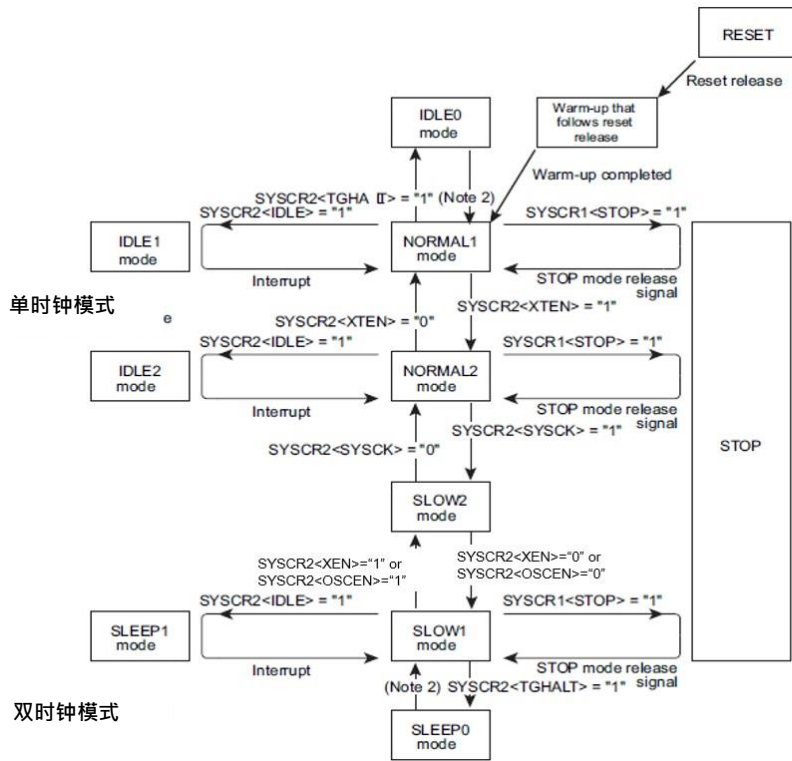 RESET
Reset release
IDLE0
mode
Warm-up that
follows reset
release
Warm-up completed
SYSCR2<TGHA LT> = "1" (Note 2)
SYSCR2<IDLE> = "1"
SYSCR1<STOP> = "1"
IDLE1
mode
NORMAL1
mode
Interrupt
STOP mode release
signal
单时钟模式
e
SYSCR2<XTEN> = "0"
SYSCR2<XTEN> = "1"
SYSCR2<IDLE> = "1"
SYSCR1<STOP> = "1"
IDLE2
mode
NORMAL2
mode
Interrupt
STOP mode release
signal
SYSCR2<SYSCK> = "0"
SYSCR2<SYSCK> = "1"
STOP
SLOW2
mode
SYSCR2<XEN>=“1” or
SYSCR2<OSCEN>=“1”
SYSCR2<XEN>=“0” or
SYSCR2<OSCEN>=“0”
SYSCR2<IDLE> = "1"
SYSCR1<STOP> = "1"
SLEEP1
mode
SLOW1
mode
Interrupt
STOP mode release
signal
(Note 2)
SYSCR2<TGHALT> = "1"
双时钟模式
SLEEP0
mode